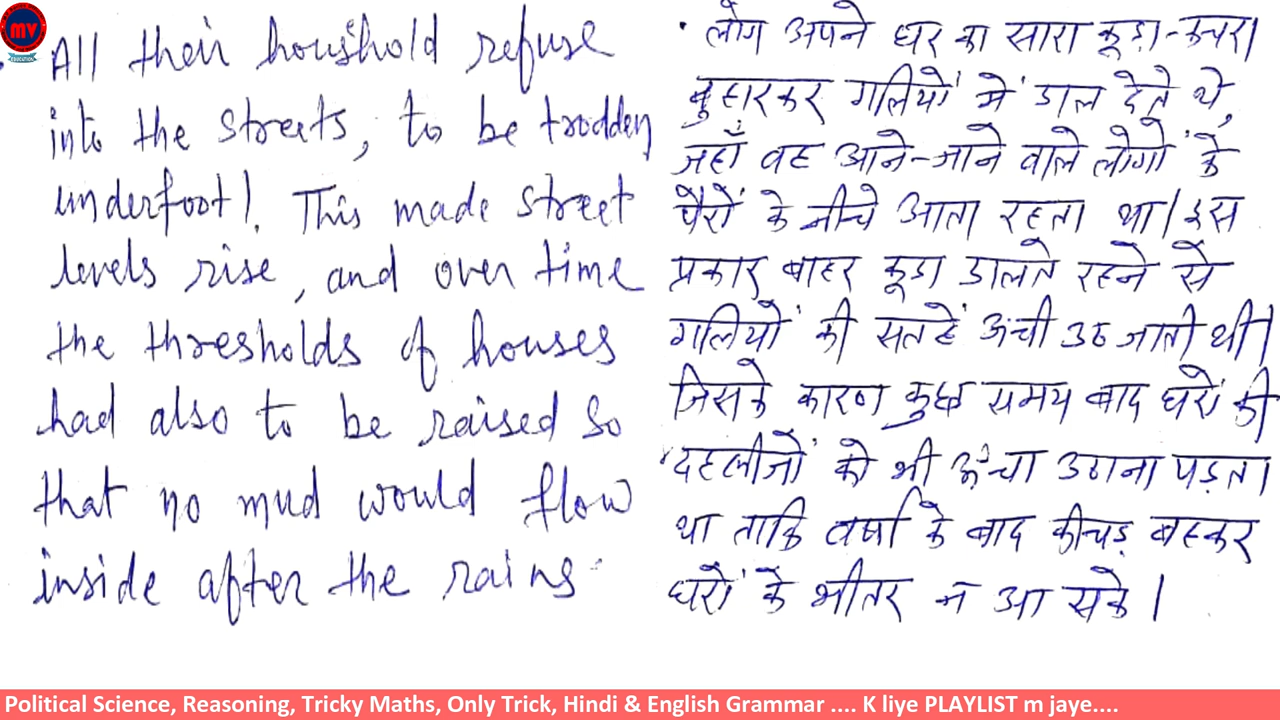 mv
EDUCATION
All their houshold refuse
into the streets, to be trodden
underfoot!. This made street
levels rise, and over time
the thresholds of houses
had also to be raised so
that no mud would flow
inside after the rains
लोग अपने घर का सारा कूड़ा-कचरा
बुहारकर गलियों में डाल देते थे,
जहाँ वह आने-जाने वाले लोगों के
पैरों के नीचे आता रहता था। इस
प्रकार बाहर कूडा डालते रहने से
गलियों की सतहें ऊंची उठ जाती थी।
जिसके कारण कुछ समय बाद घरों की
दहलीजों को भी ऊँचा उठाना पड़ता
था ताकि वर्षा के बाद कीचड़ बहकर
घरों के भीतर न आ सके।
Political Science, Reasoning, Tricky Maths, Only Trick, Hindi & English Grammar .... K liye PLAYLIST m jaye....